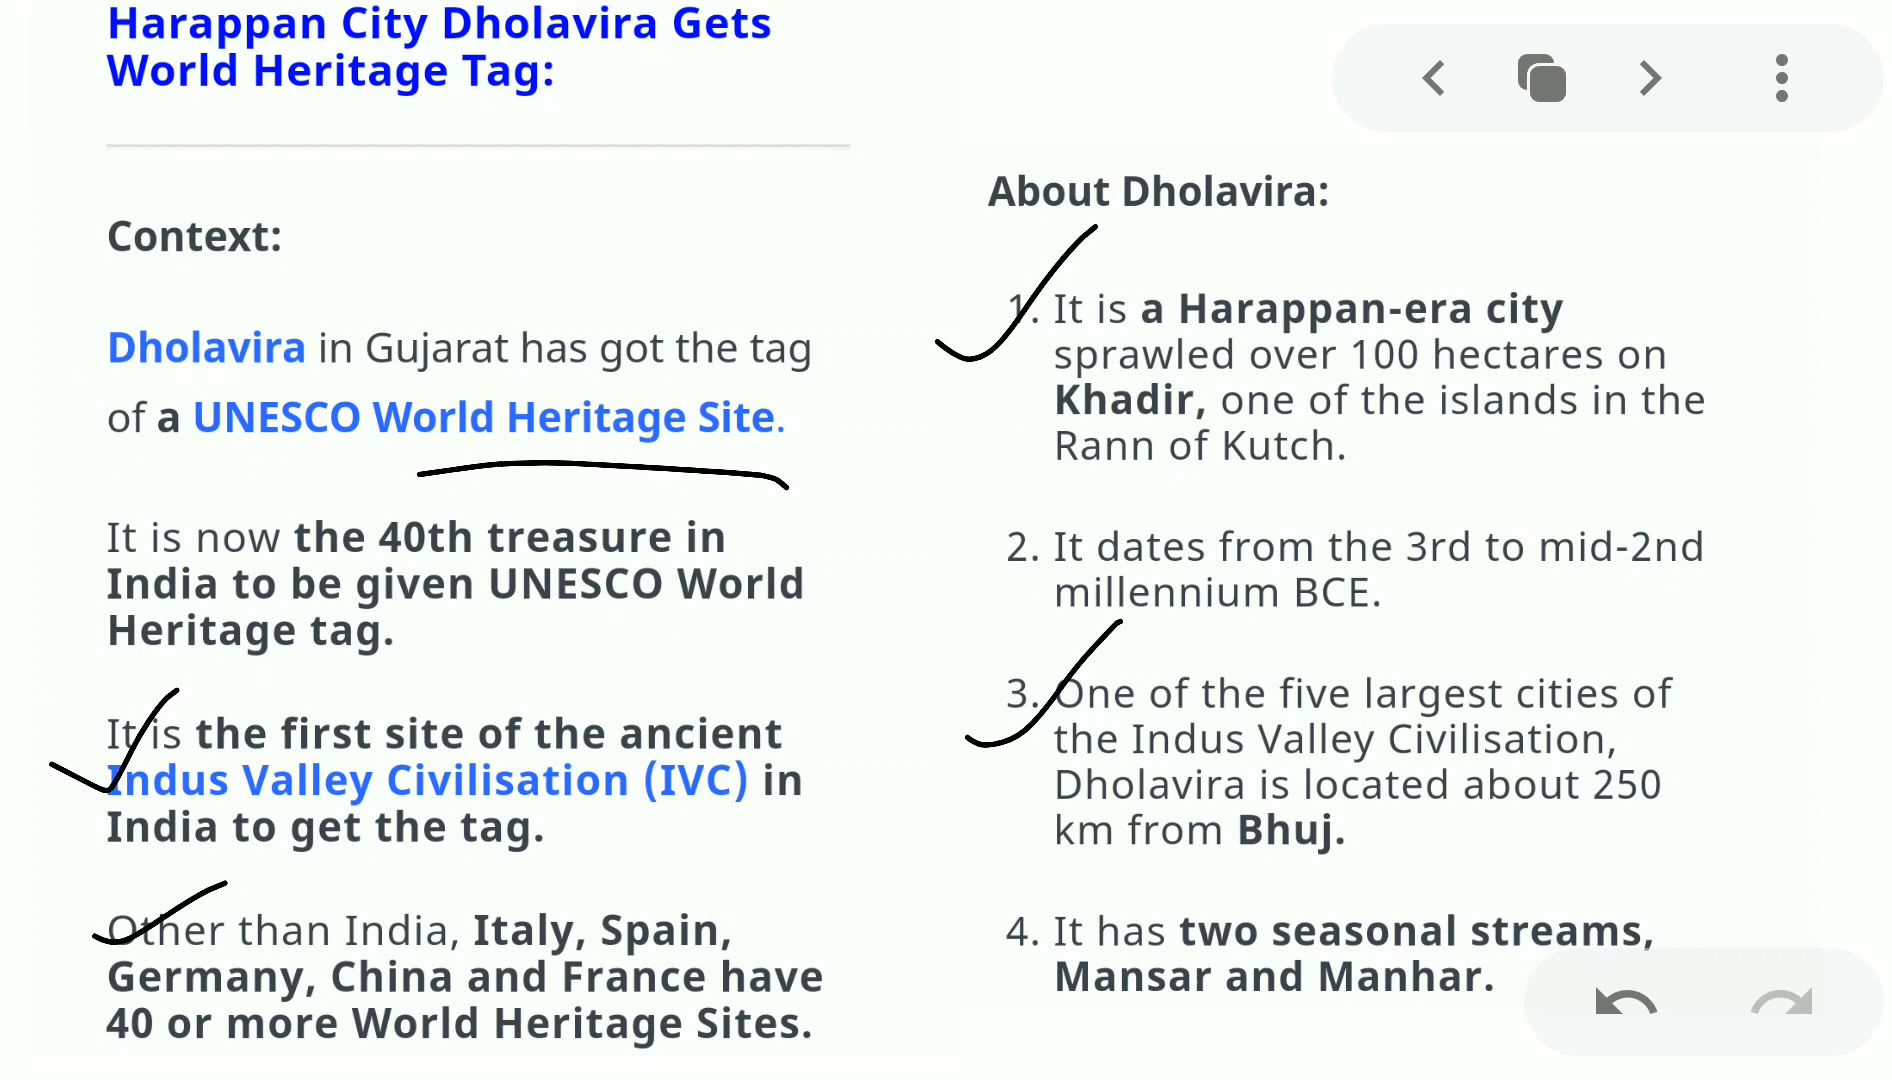 Harappan City Dholavira Gets
World Heritage Tag:
Context:
Dholavira in Gujarat has got the tag
of a UNESCO World Heritage Site.
It is now the 40th treasure in
India to be given UNESCO World
Heritage tag.
It is the first site of the ancient
Indus Valley Civilisation (IVC) in
India to get the tag.
Other than India, Italy, Spain,
Germany, China and France have
40 or more World Heritage Sites.
About Dholavira:
1. It is a Harappan-era city
sprawled over 100 hectares on
Khadir, one of the islands in the
Rann of Kutch.
2. It dates from the 3rd to mid-2nd
millennium BCE.
3. One of the five largest cities of
the Indus Valley Civilisation,
Dholavira is located about 250
km from Bhuj.
4. It has two seasonal streams,
Mansar and Manhar.